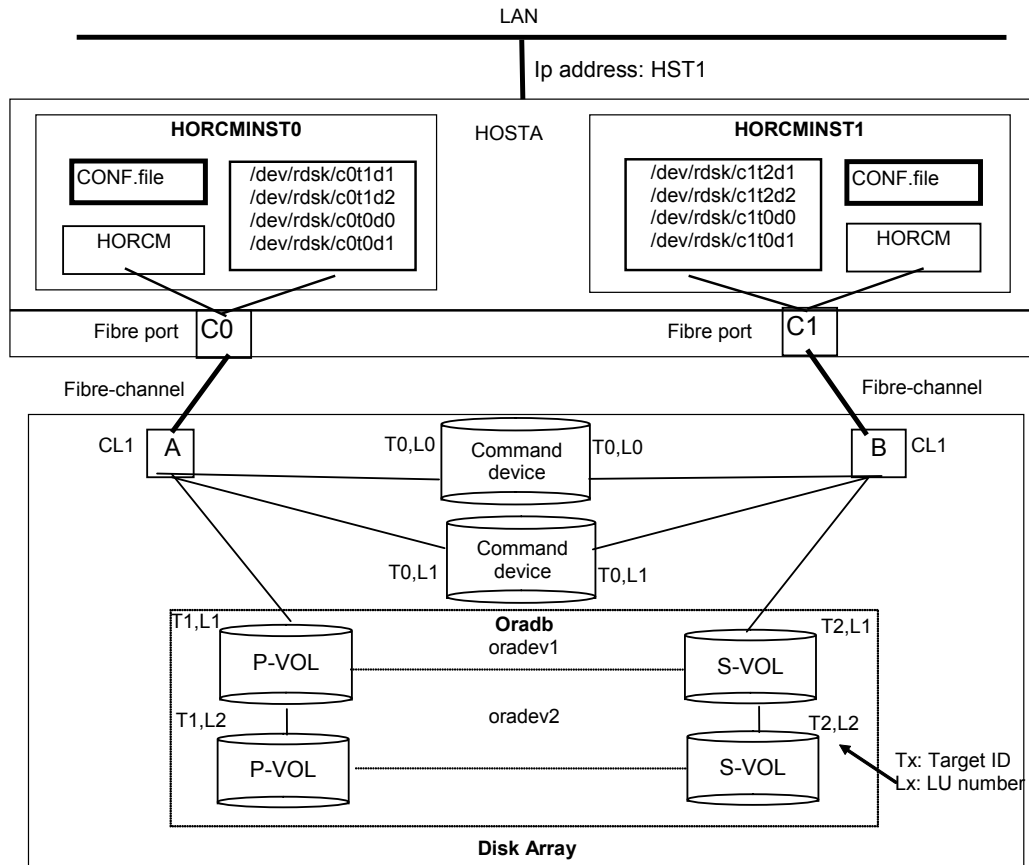 LAN
Ip address: HST1
HORCMINST0
HOSTA
HORCMINST1
CONF.file
/dev/rdsk/c0t1d1
/dev/rdsk/c0t1d2
/dev/rdsk/c0t0d0
/dev/rdsk/c0t0d1
HORCM
/dev/rdsk/c1t2d1
/dev/rdsk/c1t2d2
/dev/rdsk/c1t0d0
/dev/rdsk/c1t0d1
CONF.file
HORCM
Fibre port
C0
Fibre port
C1
Fibre-channel
Fibre-channel
CL1
A
T0,L0
Command
device
T0,L0
B
CL1
Command
device
T0,L1
T0,L1
T1,L1
Oradb
oradev1
T2,L1
P-VOL
S-VOL
T1,L2
oradev2
T2,L2
P-VOL
S-VOL
Tx: Target ID
Lx: LU number
Disk Array